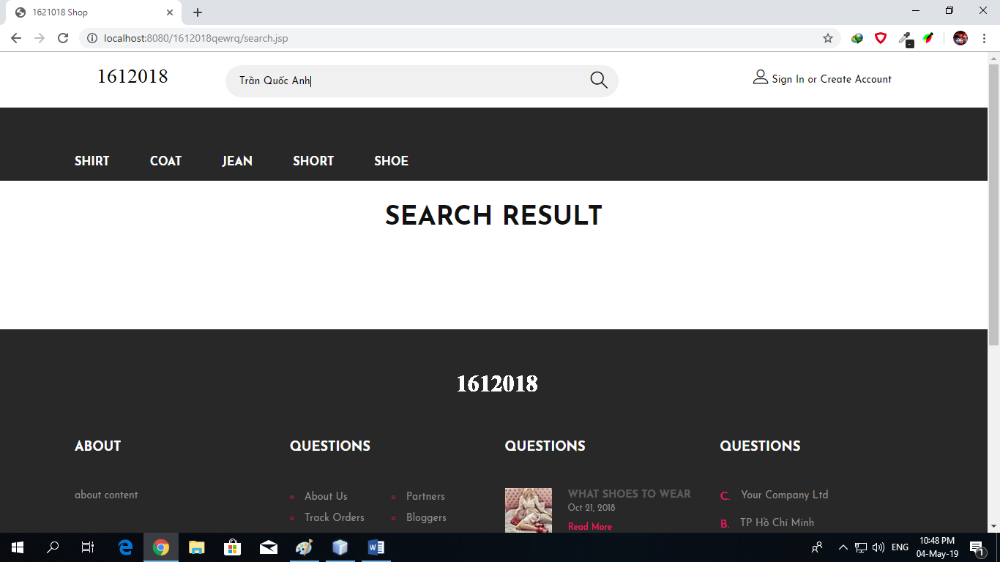 1621018 Shop
localhost:8080/1612018qewrq/search.jsp
1612018
Trần Quốc Anh
Sign In or Create Account
SHIRT COAT JEAN SHORT SHOE
SEARCH RESULT
1612018
ABOUT
about content
QUESTIONS
About Us
Partners
Track Orders
Bloggers
QUESTIONS
WHAT SHOES TO WEAR
Oct 21, 2018
Read More
QUESTIONS
C. Your Company Ltd
B. TP Hồ Chí Minh
ENG
10:48 PM
04-May-19
1